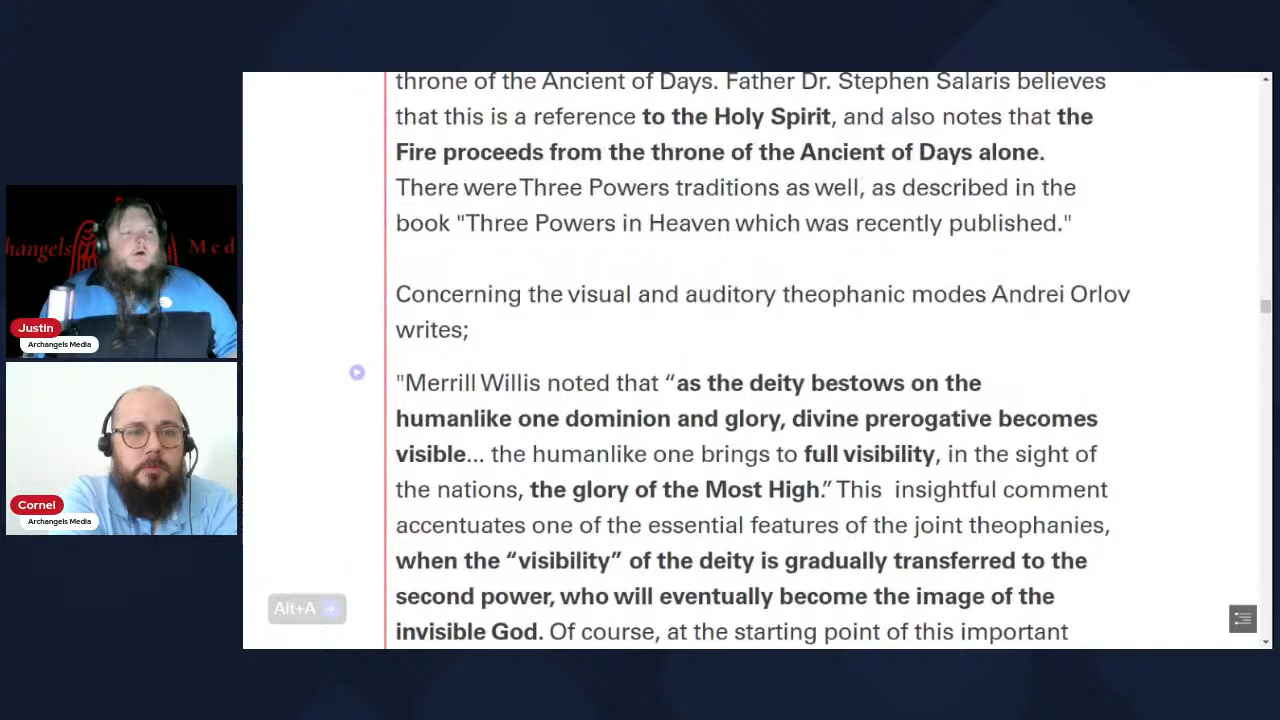 throne of the Ancient of Days. Father Dr. Stephen Salaris believes
that this is a reference to the Holy Spirit, and also notes that the
Fire proceeds from the throne of the Ancient of Days alone.
There were Three Powers traditions as well, as described in the
book "Three Powers in Heaven which was recently published."
Concerning the visual and auditory theophanic modes Andrei Orlov
writes;
"Merrill Willis noted that “as the deity bestows on the
humanlike one dominion and glory, divine prerogative becomes
visible... the humanlike one brings to full visibility, in the sight of
the nations, the glory of the Most High.” This insightful comment
accentuates one of the essential features of the joint theophanies,
when the “visibility” of the deity is gradually transferred to the
second power, who will eventually become the image of the
invisible God. Of course, at the starting point of this important
Alt+A
hangels Med
Justin
Archangels Media
Cornel
Archangels Media